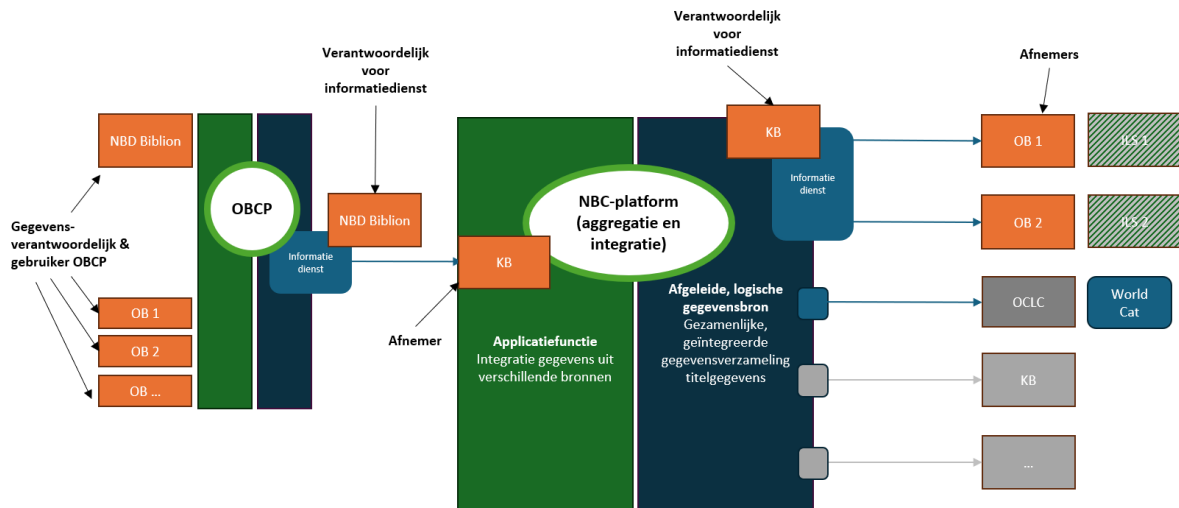 Verantwoordelijk
voor
informatiedienst
Verantwoordelijk
voor
informatiedienst
Afnemers
NBD Biblion
OBCP
NBD Biblion
Informatie
dienst
Gegevens-
verantwoordelijk &
gebruiker OBCP
OB 1
OB 2
OB ...
Afnemer
KB
NBC-platform
(aggregatie en
integratie)
Applicatiefunctie
Integratie gegevens uit
verschillende bronnen
Afgeleide, logische
gegevensbron
Gezamenlijke,
geïntegreerde
gegevensverzameling
titelgegevens
KB
Informatie
dienst
OB 1
ILS 1
OB 2
ILS 2
OCLC
World
Cat
KB
...